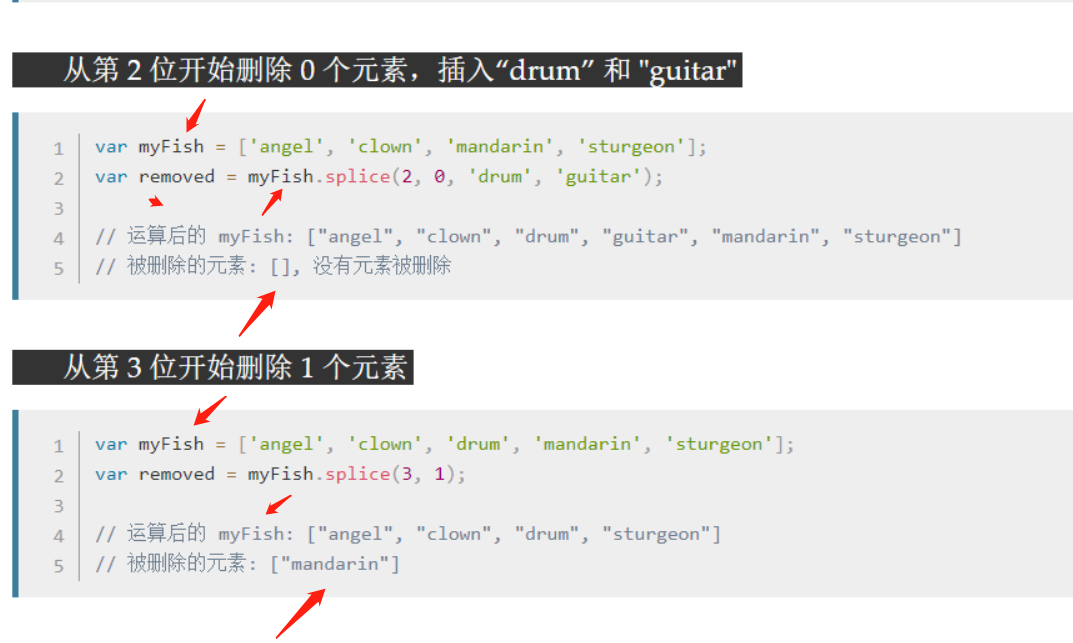 从第 2 位开始删除 0 个元素，插入“drum” 和 "guitar"
1 var myFish = ['angel', 'clown', 'mandarin', 'sturgeon'];
2 var removed = myFish.splice(2, 0, 'drum', 'guitar');
3
4 // 运算后的 myFish: ["angel", "clown", "drum", "guitar", "mandarin", "sturgeon"]
5 // 被删除的元素: [], 没有元素被删除
从第 3 位开始删除 1 个元素
1 var myFish = ['angel', 'clown', 'drum', 'mandarin', 'sturgeon'];
2 var removed = myFish.splice(3, 1);
3
4 // 运算后的 myFish: ["angel", "clown", "drum", "sturgeon"]
5 // 被删除的元素: ["mandarin"]